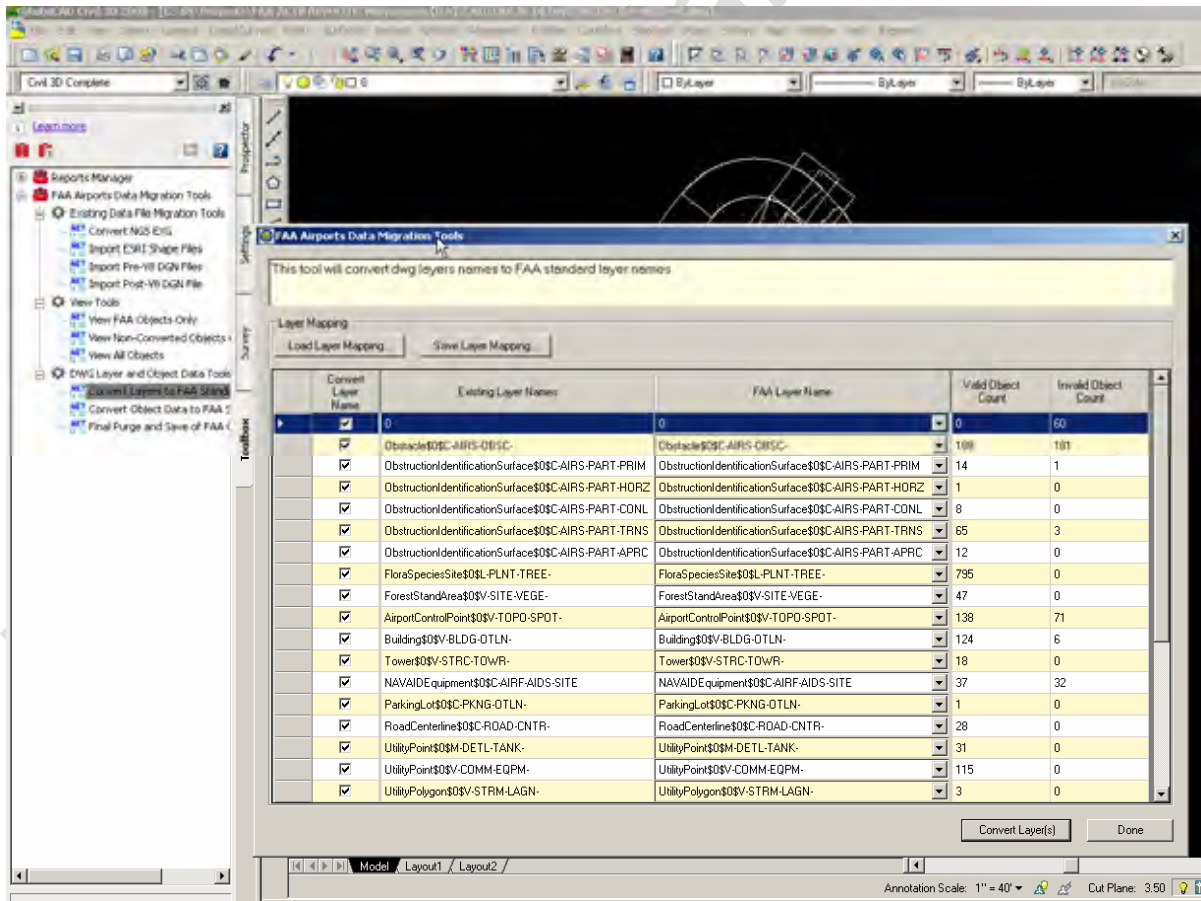 Civil 3D Complete 0 ByLayer ByLayer ByLayer
Learn more
Reports Manager
FAA Airports Data Migration Tools
Existing Data File Migration Tools
Convert NGS EXG
Import ESRI Shape Files
Import Pre-V8 DGN Files
Import Post-V8 DGN File
View Tools
View FAA Objects Only
View Non-Converted Objects
View All Objects
DWG Layer and Object Data Tools
Convert Layers to FAA Stand
Convert Object Data to FAA S
Final Purge and Save of FAA
Prospector
Settings
Survey
Toolbox
FAA Airports Data Migration Tools
This tool will convert dwg layers names to FAA standard layer names
Layer Mapping
Load Layer Mapping... Save Layer Mapping...
Convert Layer Name Existing Layer Names FAA Layer Name Valid Object Count Invalid Object Count
0 0 0 60
Obstacle$0$C-AIRS-OBSC- Obstacle$0$C-AIRS-OBSC- 188 181
ObstructionIdentificationSurface$0$C-AIRS-PART-PRIM ObstructionIdentificationSurface$0$C-AIRS-PART-PRIM 14 1
ObstructionIdentificationSurface$0$C-AIRS-PART-HORZ ObstructionIdentificationSurface$0$C-AIRS-PART-HORZ 1 0
ObstructionIdentificationSurface$0$C-AIRS-PART-CONL ObstructionIdentificationSurface$0$C-AIRS-PART-CONL 8 0
ObstructionIdentificationSurface$0$C-AIRS-PART-TRNS ObstructionIdentificationSurface$0$C-AIRS-PART-TRNS 65 3
ObstructionIdentificationSurface$0$C-AIRS-PART-APRC ObstructionIdentificationSurface$0$C-AIRS-PART-APRC 12 0
FloraSpeciesSite$0$L-PLNT-TREE- FloraSpeciesSite$0$L-PLNT-TREE- 795 0
ForestStandArea$0$V-SITE-VEGE- ForestStandArea$0$V-SITE-VEGE- 47 0
AirportControlPoint$0$V-TOPO-SPOT- AirportControlPoint$0$V-TOPO-SPOT- 138 71
Building$0$V-BLDG-OTLN- Building$0$V-BLDG-OTLN- 124 6
Tower$0$V-STRC-TOWR- Tower$0$V-STRC-TOWR- 18 0
NAVAIDEquipment$0$C-AIRF-AIDS-SITE NAVAIDEquipment$0$C-AIRF-AIDS-SITE 37 32
ParkingLot$0$C-PKNG-OTLN- ParkingLot$0$C-PKNG-OTLN- 1 0
RoadCenterline$0$C-ROAD-CNTR- RoadCenterline$0$C-ROAD-CNTR- 28 0
UtilityPoint$0$M-DETL-TANK- UtilityPoint$0$M-DETL-TANK- 31 0
UtilityPoint$0$V-COMM-EQPM- UtilityPoint$0$V-COMM-EQPM- 115 0
UtilityPolygon$0$V-STRM-LAGN- UtilityPolygon$0$V-STRM-LAGN- 3 0
Convert Layer(s) Done
Model Layout1 Layout2
Annotation Scale: 1" = 40' Cut Plane: 3.50